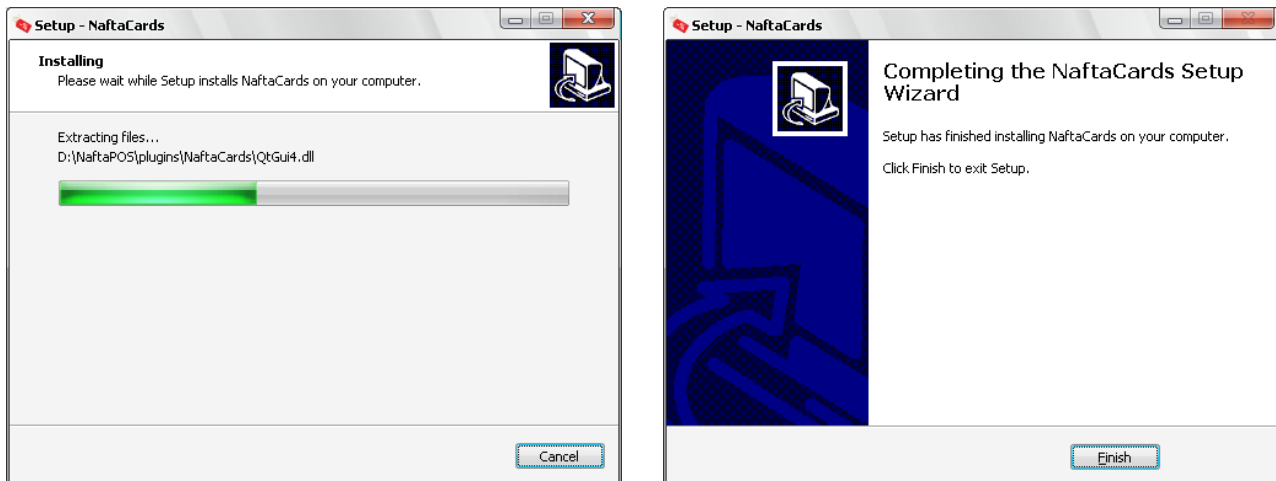 Setup - NaftaCards
Installing
Please wait while Setup installs NaftaCards on your computer.
Extracting files...
D:\NaftaPOS\plugins\NaftaCards\QtGui4.dll
Cancel
Setup - NaftaCards
Completing the NaftaCards Setup
Wizard
Setup has finished installing NaftaCards on your computer.
Click Finish to exit Setup.
Finish